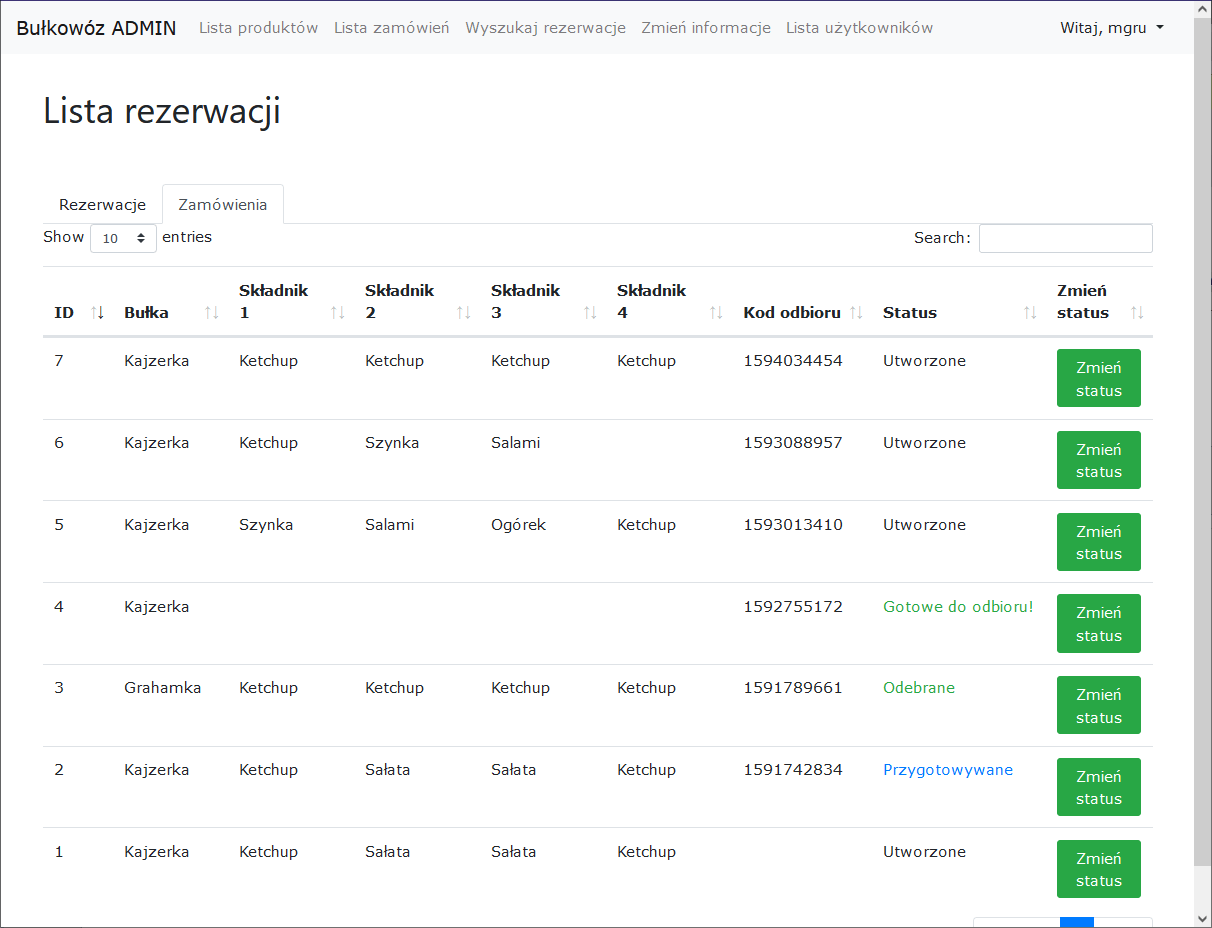 Bułkowóz ADMIN Lista produktów Lista zamówień Wyszukaj rezerwacje Zmień informacje Lista użytkowników Witaj, mgru
Lista rezerwacji
Rezerwacje Zamówienia
Show 10 entries Search:
ID Bułka Składnik 1 Składnik 2 Składnik 3 Składnik 4 Kod odbioru Status Zmień status
7 Kajzerka Ketchup Ketchup Ketchup Ketchup 1594034454 Utworzone Zmień status
6 Kajzerka Ketchup Szynka Salami 1593088957 Utworzone Zmień status
5 Kajzerka Szynka Salami Ogórek Ketchup 1593013410 Utworzone Zmień status
4 Kajzerka 1592755172 Gotowe do odbioru! Zmień status
3 Grahamka Ketchup Ketchup Ketchup Ketchup 1591789661 Odebrane Zmień status
2 Kajzerka Ketchup Sałata Sałata Ketchup 1591742834 Przygotowywane Zmień status
1 Kajzerka Ketchup Sałata Sałata Ketchup Utworzone Zmień status